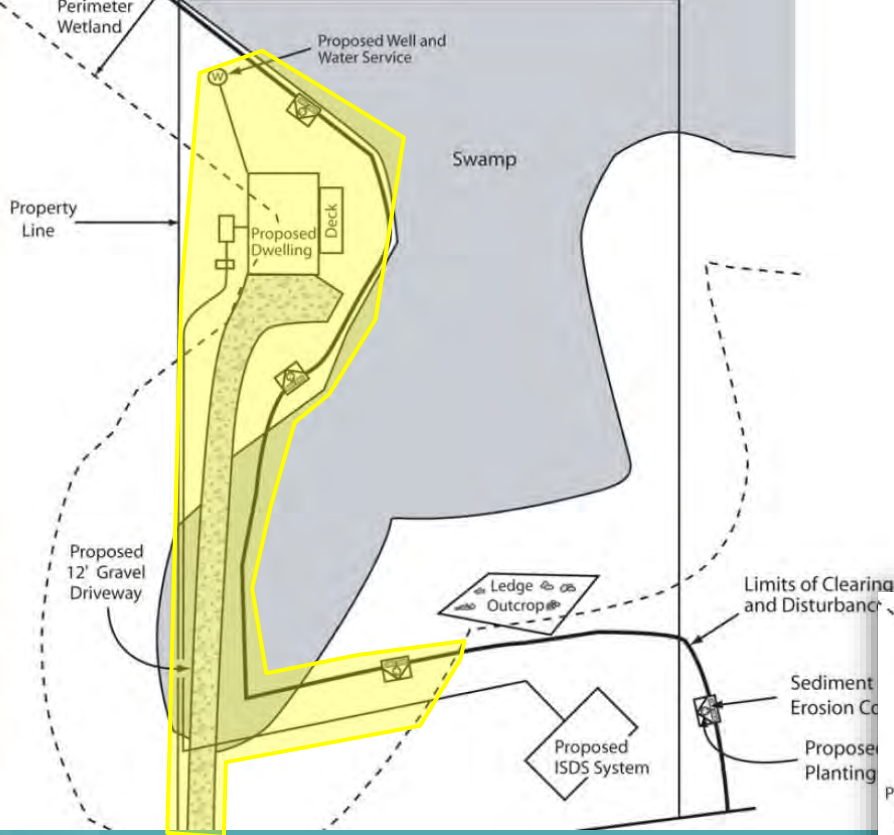 Perimeter
Wetland
Proposed Well and
Water Service
W
Swamp
Property
Line
Deck
Proposed
Dwelling
Proposed
12' Gravel
Driveway
Ledge
Outcrop
Limits of Clearing
and Disturbanc
Sediment
Erosion Co
Proposed
ISDS System
Propose
Planting
P